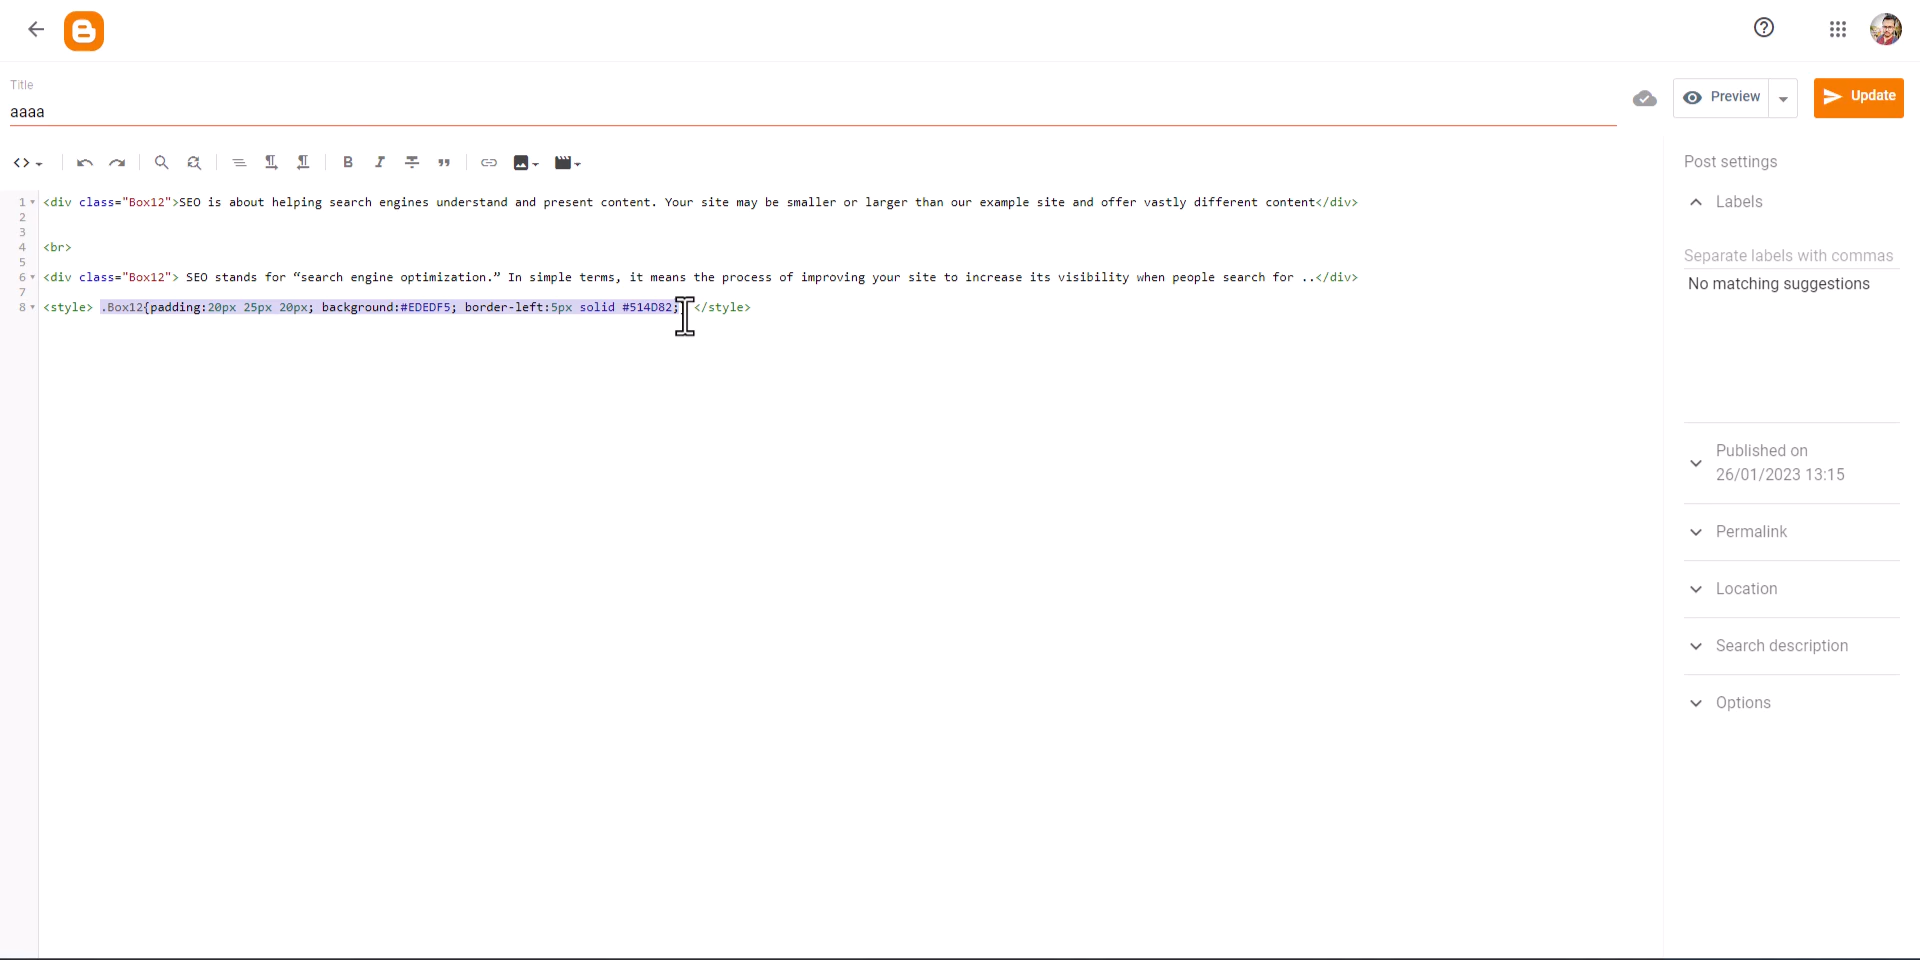 Title
aaaa
Preview
Update
Post settings
Labels
Separate labels with commas
No matching suggestions
Published on
26/01/2023 13:15
Permalink
Location
Search description
Options
1 <div class="Box12">SEO is about helping search engines understand and present content. Your site may be smaller or larger than our example site and offer vastly different content</div>
2
3
4 <br>
5
6 <div class="Box12"> SEO stands for “search engine optimization.” In simple terms, it means the process of improving your site to increase its visibility when people search for ..</div>
7
8 <style> .Box12{padding:20px 25px 20px; background:#EDEDF5; border-left:5px solid #514D82; </style>